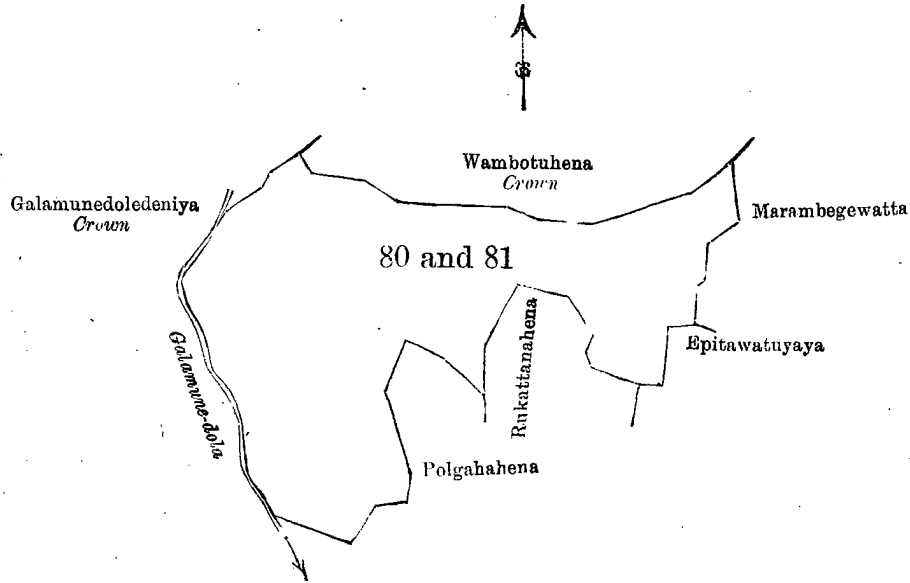 Wambotuhena
Crown
Galamunedoledeniya
Crown
Marambegewatta
80 and 81
Galamune-dola
Rukattanahena
Epitawatuyaya
Polgahahena